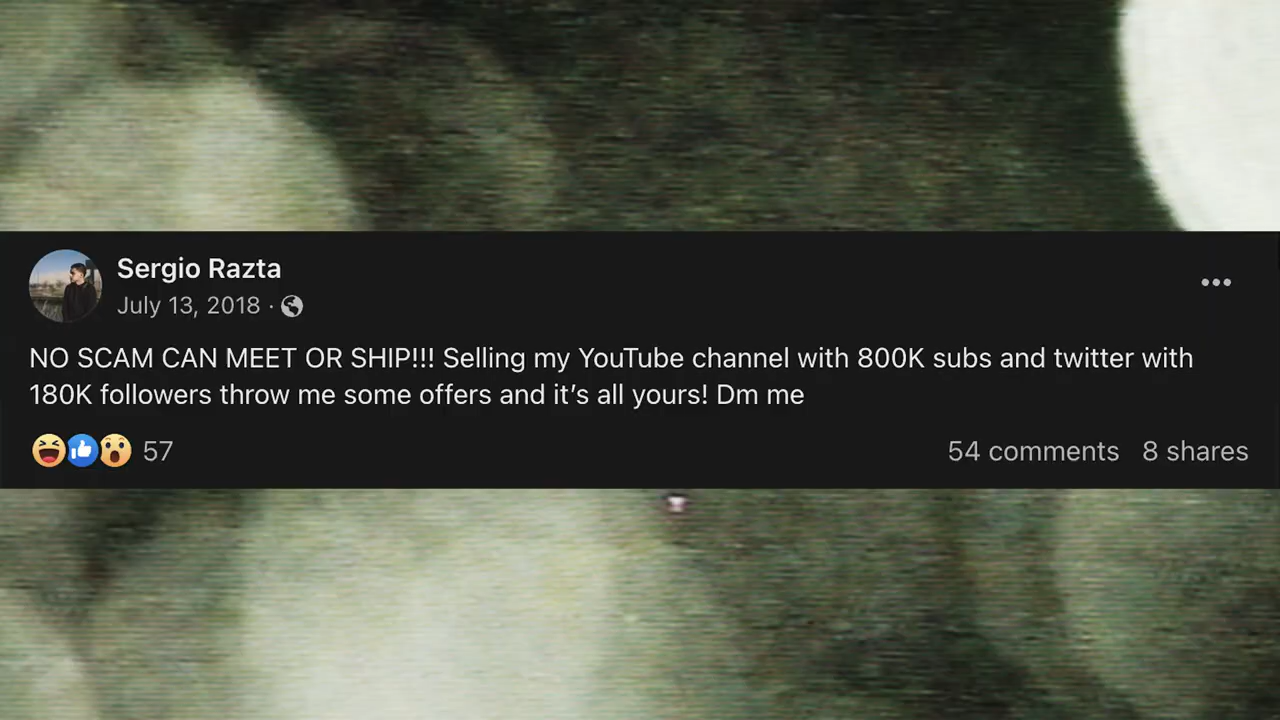 Sergio Razta
July 13, 2018 ·
NO SCAM CAN MEET OR SHIP!!! Selling my YouTube channel with 800K subs and twitter with
180K followers throw me some offers and it’s all yours! Dm me
57
54 comments 8 shares